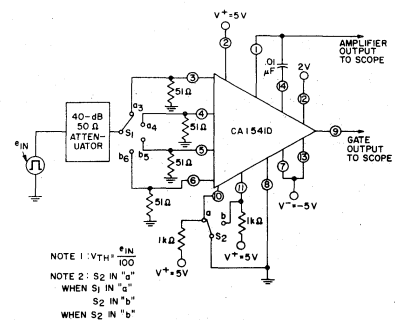 V⁺=5V
AMPLIFIER
OUTPUT
TO SCOPE
2
1
.01
μF
2V
14
12
40-dB
50 Ω
ATTEN-
UATOR
S1
a3
a4
b5
b6
51Ω
3
51Ω
4
51Ω
5
51Ω
6
CA1541D
9
GATE
OUTPUT
TO SCOPE
eIN
10
11
8
7
13
V⁻=-5V
a
b
S2
1kΩ
1kΩ
V⁺=5V
V⁺=5V
NOTE 1 : VTH= eIN
100
NOTE 2: S2 IN "a"
WHEN S1 IN "a"
S2 IN "b"
WHEN S2 IN "b"